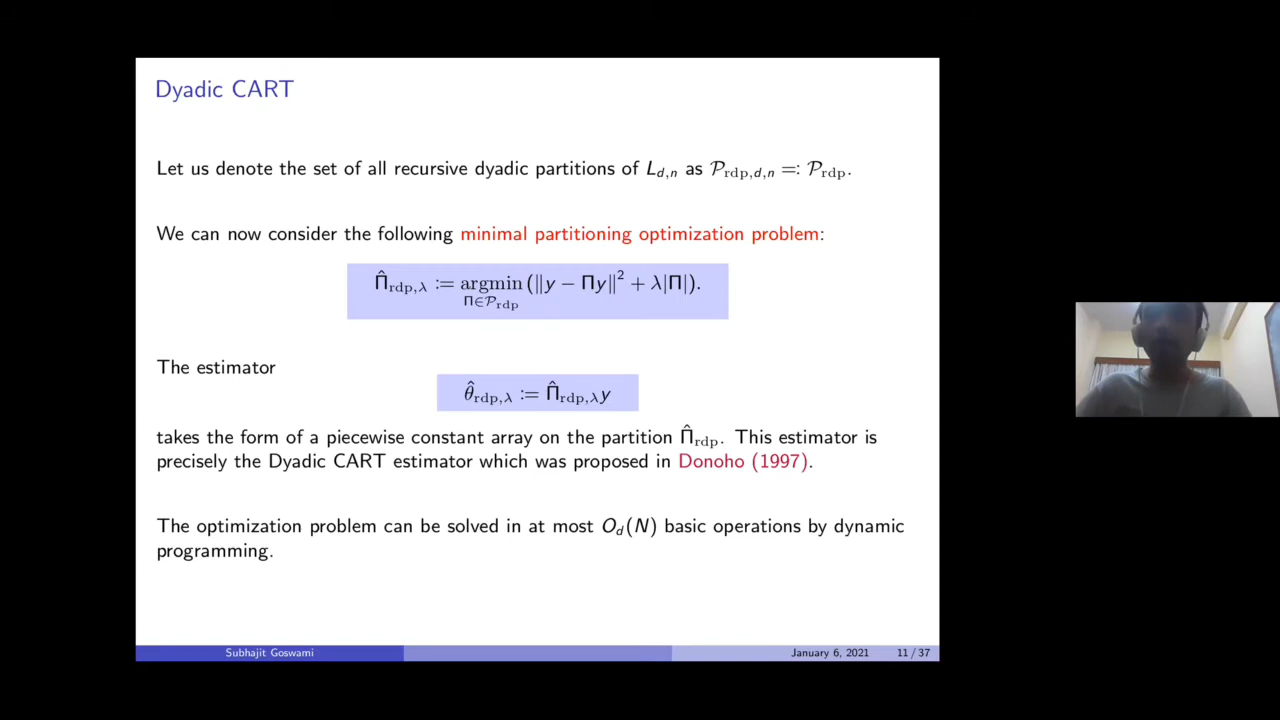 Dyadic CART
Let us denote the set of all recursive dyadic partitions of L_{d,n} as 𝒫_{rdp,d,n} =: 𝒫_{rdp}.
We can now consider the following minimal partitioning optimization problem:
Π̂_{rdp,λ} := argmin_{Π∈𝒫_{rdp}} (‖y − Πy‖² + λ|Π|).
The estimator
θ̂_{rdp,λ} := Π̂_{rdp,λ}y
takes the form of a piecewise constant array on the partition Π̂_{rdp}. This estimator is
precisely the Dyadic CART estimator which was proposed in Donoho (1997).
The optimization problem can be solved in at most O_d(N) basic operations by dynamic
programming.
Subhajit Goswami January 6, 2021 11 / 37